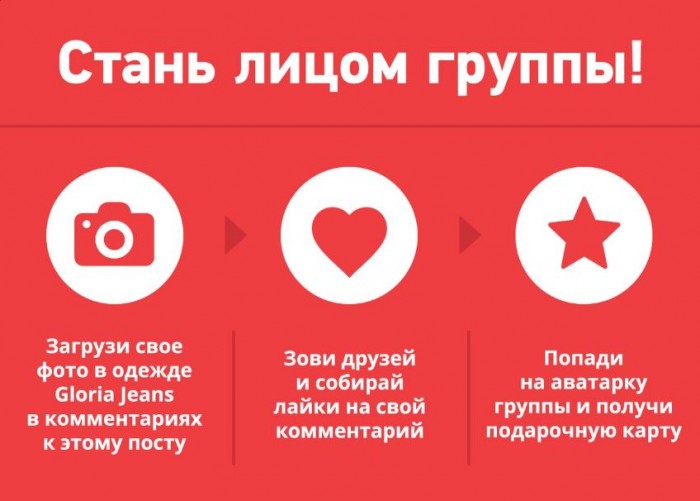 Стань лицом группы!
Загрузи свое
фото в одежде
Gloria Jeans
в комментариях
к этому посту
Зови друзей
и собирай
лайки на свой
комментарий
Попади
на аватарку
группы и получи
подарочную карту